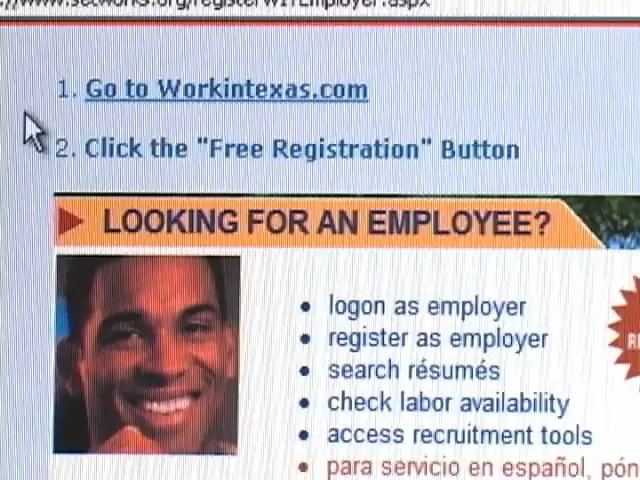 1. Go to Workintexas.com
2. Click the "Free Registration" Button
LOOKING FOR AN EMPLOYEE?
• logon as employer
• register as employer
• search résumés
• check labor availability
• access recruitment tools
• para servicio en español, pón